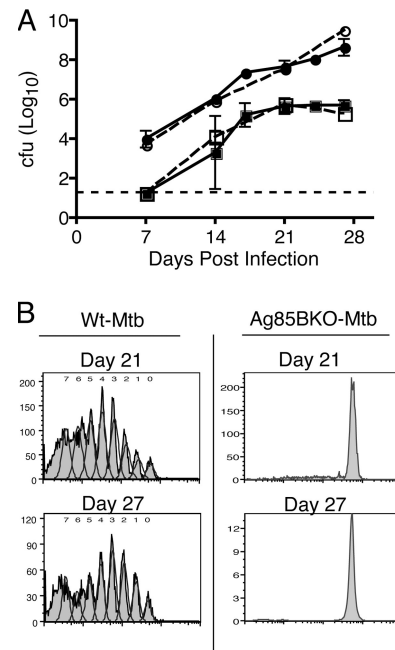 A
10
8
6
4
2
0
cfu (Log10)
0 7 14 21 28
Days Post Infection
B
Wt-Mtb
Day 21
7 6 5 4 3 2 1 0
200
150
100
50
0
Day 27
7 6 5 4 3 2 1 0
120
90
60
30
0
Ag85BKO-Mtb
Day 21
200
150
100
50
0
Day 27
12
9
6
3
0